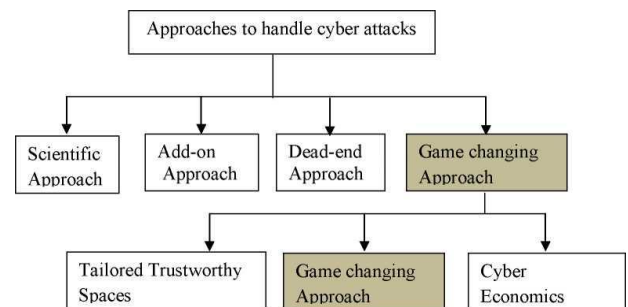 Approaches to handle cyber attacks
Scientific
Approach
Add-on
Approach
Dead-end
Approach
Game changing
Approach
Tailored Trustworthy
Spaces
Game changing
Approach
Cyber
Economics